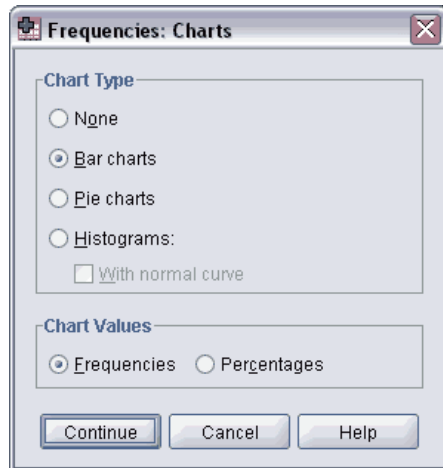 Frequencies: Charts
Chart Type
None
Bar charts
Pie charts
Histograms:
With normal curve
Chart Values
Frequencies Percentages
Continue Cancel Help